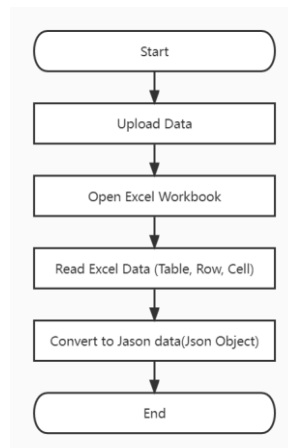 Start
Upload Data
Open Excel Workbook
Read Excel Data (Table, Row, Cell)
Convert to Jason data(Json Object)
End